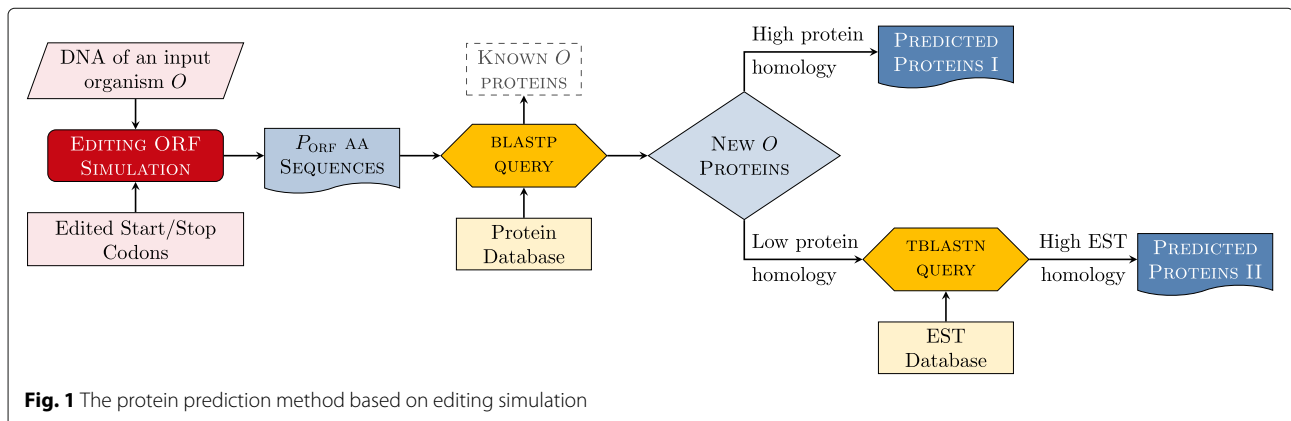 DNA of an input
organism O
EDITING ORF
SIMULATION
Edited Start/Stop
Codons
PORF AA
SEQUENCES
KNOWN O
PROTEINS
BLASTP
QUERY
Protein
Database
NEW O
PROTEINS
High protein
homology
PREDICTED
PROTEINS I
Low protein
homology
TBLASTN
QUERY
EST
Database
High EST
homology
PREDICTED
PROTEINS II
Fig. 1 The protein prediction method based on editing simulation